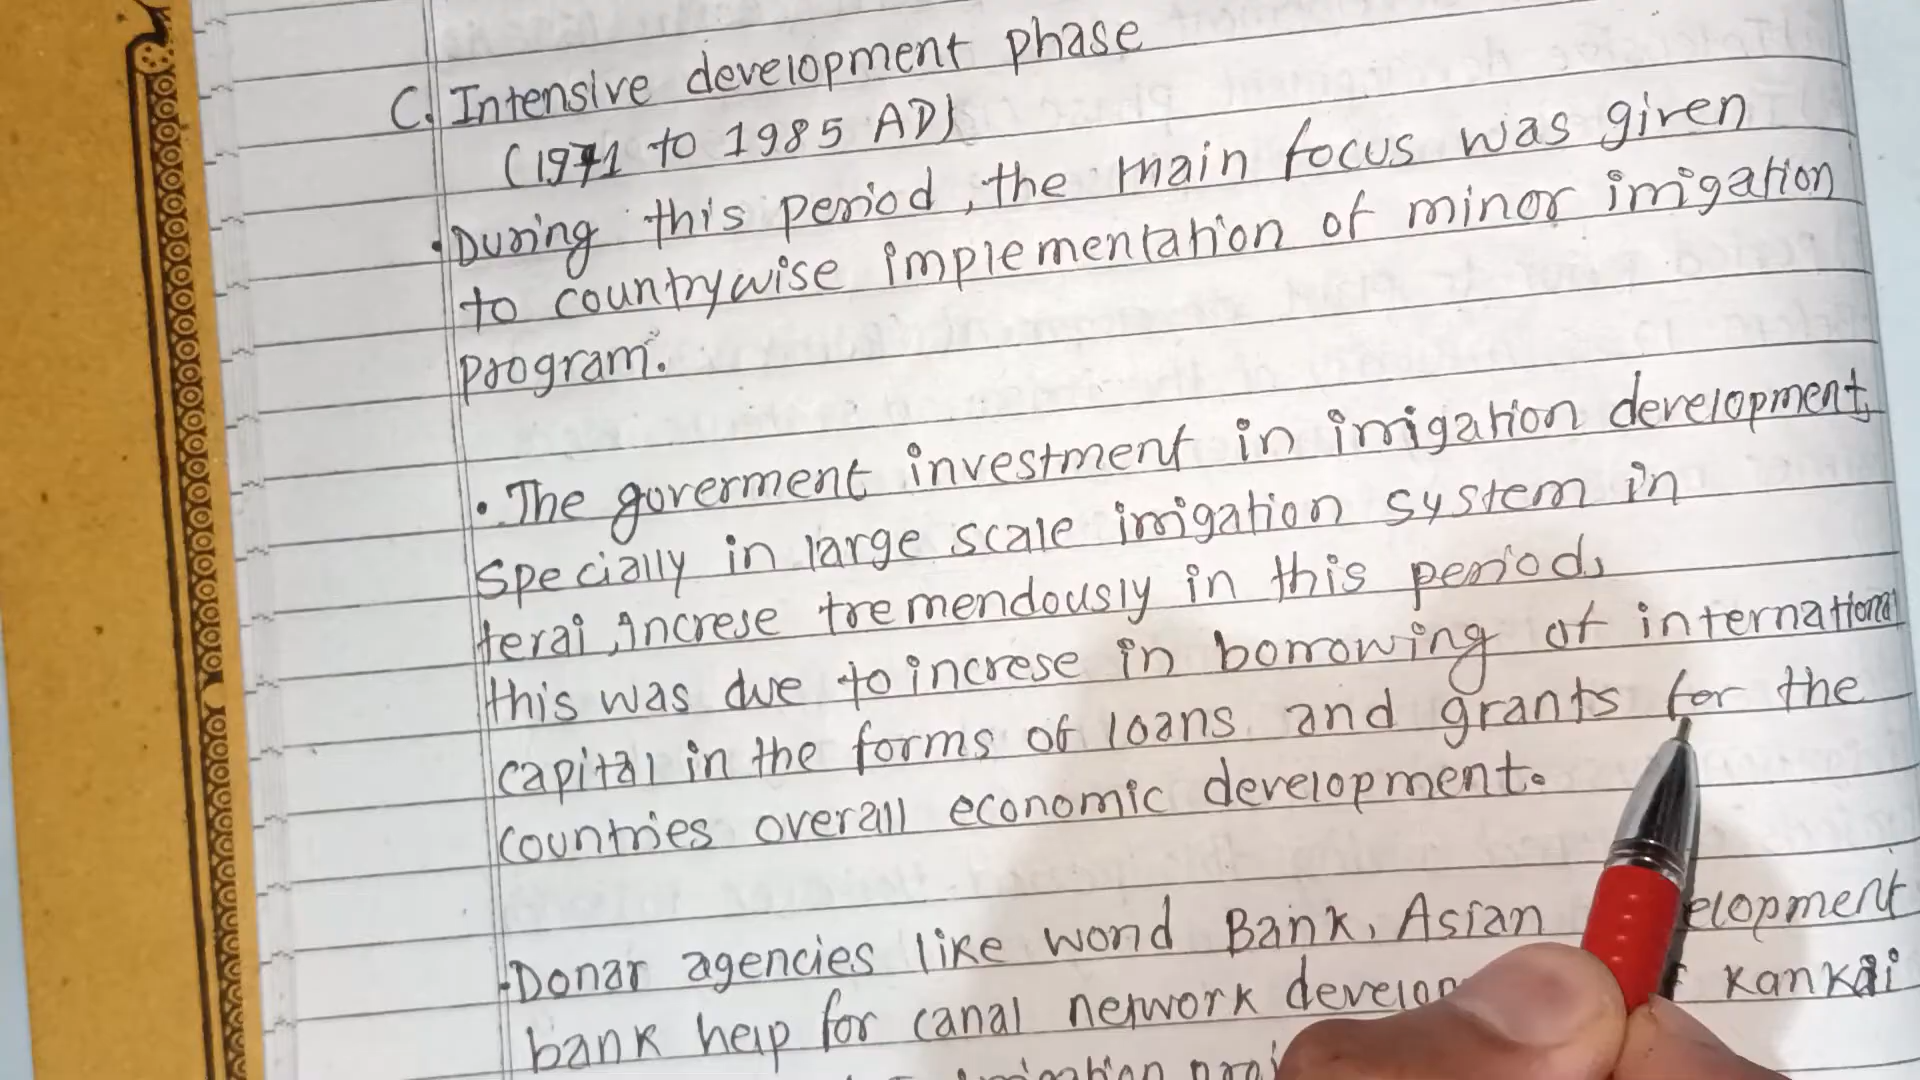 C. Intensive development phase
(1971 to 1985 AD)
• During this period, the main focus was given
to countrywise implementation of minor irrigation
program.
• The goverment investment in irrigation development,
specially in large scale irrigation system in
terai, increse tremendously in this period.
this was due to increse in borrowing of international
capital in the forms of loans and grants for the
countries overall economic development.
Donar agencies like world Bank, Asian
bank help for canal network Kankai